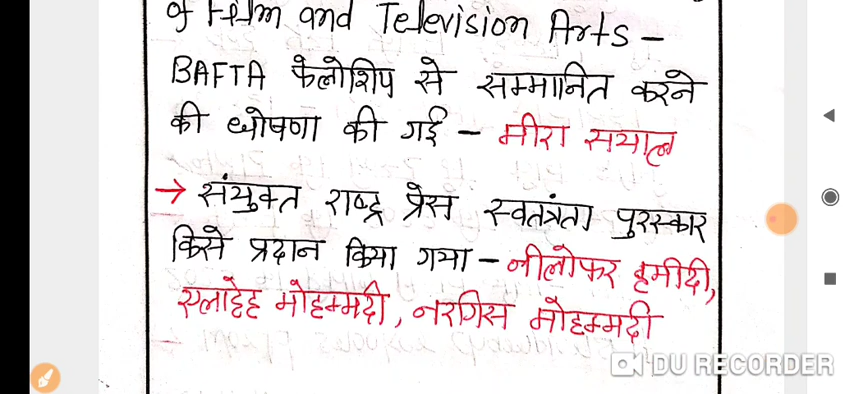 of Film and Television Arts -
BAFTA फेलोशिप से सम्मानित करने
की घोषणा की गई - मीरा सयाल
→ संयुक्त राष्ट्र प्रेस स्वतंत्रता पुरस्कार
किसे प्रदान किया गया - नीलोफर हमीदी,
एलाहेह मोहम्मदी, नरगिस मोहम्मदी
DU RECORDER